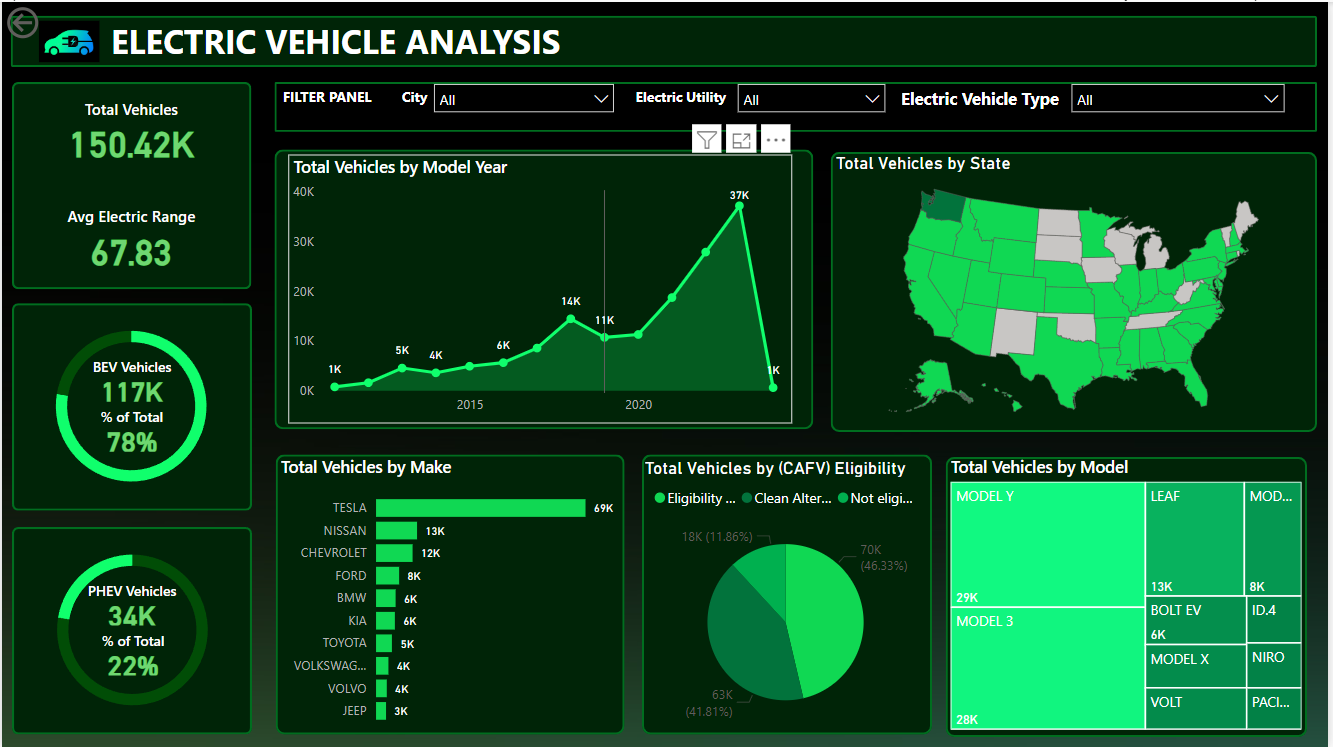 ELECTRIC VEHICLE ANALYSIS
FILTER PANEL
City
All
Electric Utility
All
Electric Vehicle Type
All
Total Vehicles
150.42K
Avg Electric Range
67.83
BEV Vehicles
117K
% of Total
78%
PHEV Vehicles
34K
% of Total
22%
Total Vehicles by Model Year
40K
30K
20K
10K
0K
1K
5K
4K
6K
14K
11K
37K
1K
2015
2020
Total Vehicles by State
Total Vehicles by Make
TESLA 69K
NISSAN 13K
CHEVROLET 12K
FORD 8K
BMW 6K
KIA 6K
TOYOTA 5K
VOLKSWAG... 4K
VOLVO 4K
JEEP 3K
Total Vehicles by (CAFV) Eligibility
Eligibility ... Clean Alter... Not eligi...
18K (11.86%)
70K
(46.33%)
63K
(41.81%)
Total Vehicles by Model
MODEL Y
29K
MODEL 3
28K
LEAF
13K
MOD...
8K
BOLT EV
6K
ID.4
MODEL X
NIRO
VOLT
PACI...